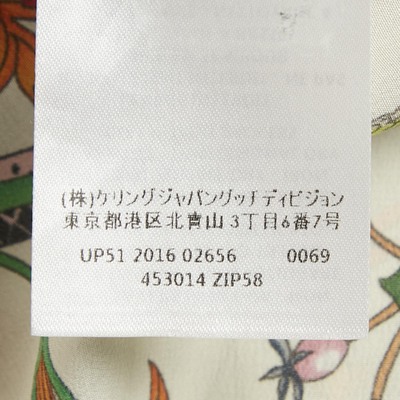 (株)ケリングジャパングッチディビジョン
東京都港区北青山3丁目6番7号
UP51 2016 02656 0069
453014 ZIP58